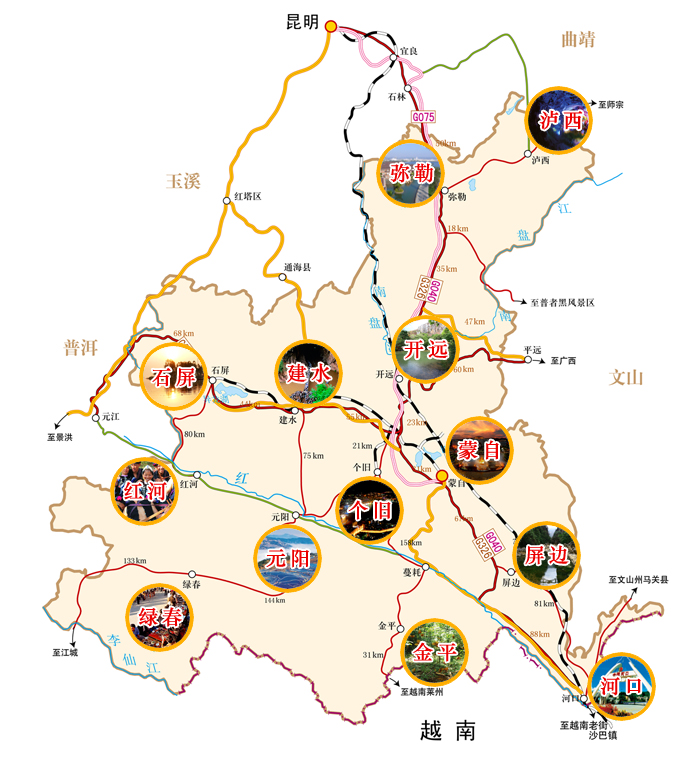 昆明
曲靖
宜良
石林
G075
50km
泸西
至师宗
泸西
弥勒
弥勒
玉溪
红塔区
通海县
18km
盘
江
35km
G040
G326
至普者黑风景区
南
盘
南
47km
平远
至广西
60km
文山
普洱
68km
石屏
石屏
建水
建水
开远
开远
元江
至景洪
80km
75km
23km
21km
个旧
个旧
蒙自
蒙自
红河
红河
红
元阳
元阳
G040
G326
158km
蔓耗
屏边
屏边
81km
至文山州马关县
133km
绿春
绿春
144km
88km
金平
金平
31km
至越南莱州
至江城
李
仙
江
河口
河口
至越南老街
沙巴镇
越南